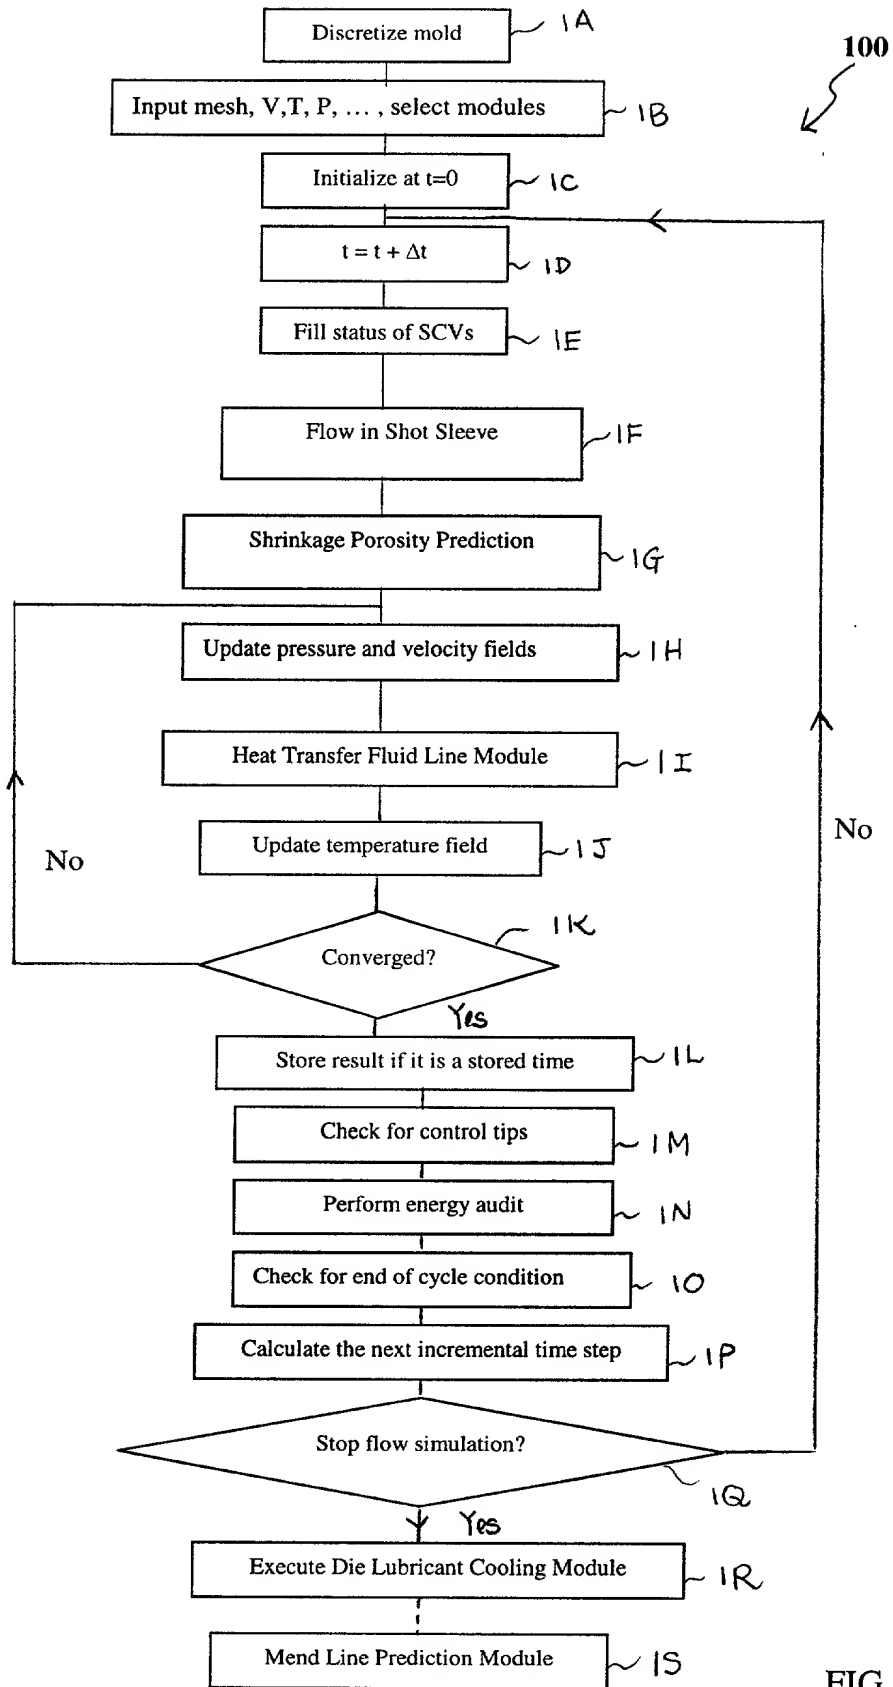 Discretize mold
1A
100
Input mesh, V,T, P, … , select modules
1B
Initialize at t=0
1C
t = t + Δt
1D
Fill status of SCVs
1E
Flow in Shot Sleeve
1F
Shrinkage Porosity Prediction
1G
Update pressure and velocity fields
1H
Heat Transfer Fluid Line Module
1I
Update temperature field
1J
No
No
Converged?
1K
Yes
Store result if it is a stored time
1L
Check for control tips
1M
Perform energy audit
1N
Check for end of cycle condition
1O
Calculate the next incremental time step
1P
Stop flow simulation?
1Q
Yes
Execute Die Lubricant Cooling Module
1R
Mend Line Prediction Module
1S
FIG